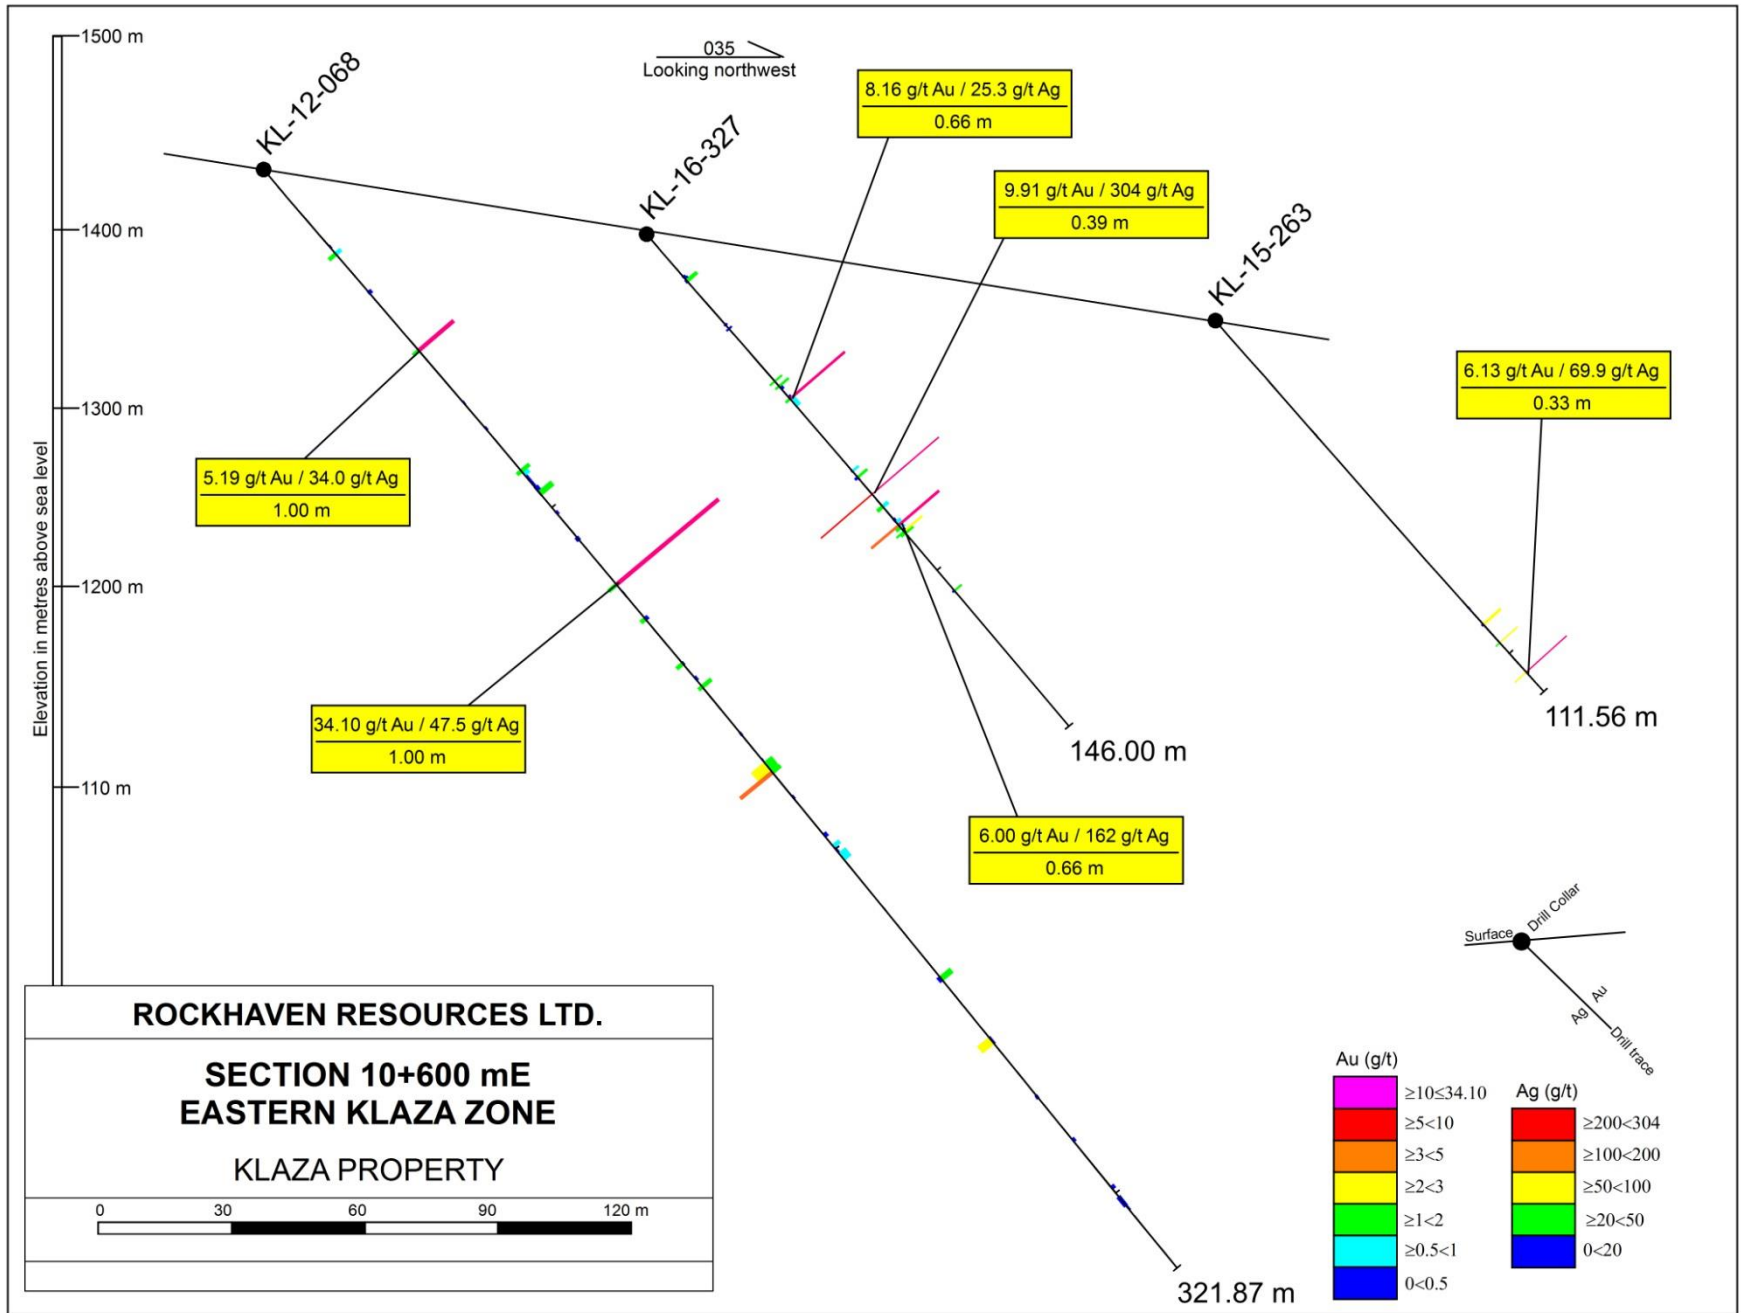 1500 m
1400 m
1300 m
1200 m
110 m
Elevation in metres above sea level
035
Looking northwest
KL-12-068
KL-16-327
KL-15-263
8.16 g/t Au / 25.3 g/t Ag
0.66 m
9.91 g/t Au / 304 g/t Ag
0.39 m
6.13 g/t Au / 69.9 g/t Ag
0.33 m
5.19 g/t Au / 34.0 g/t Ag
1.00 m
34.10 g/t Au / 47.5 g/t Ag
1.00 m
6.00 g/t Au / 162 g/t Ag
0.66 m
111.56 m
146.00 m
321.87 m
Surface
Drill Collar
Au
Ag
Drill trace
ROCKHAVEN RESOURCES LTD.
SECTION 10+600 mE
EASTERN KLAZA ZONE
KLAZA PROPERTY
0 30 60 90 120 m
Au (g/t)
≥10≤34.10
≥5<10
≥3<5
≥2<3
≥1<2
≥0.5<1
0<0.5
Ag (g/t)
≥200<304
≥100<200
≥50<100
≥20<50
0<20